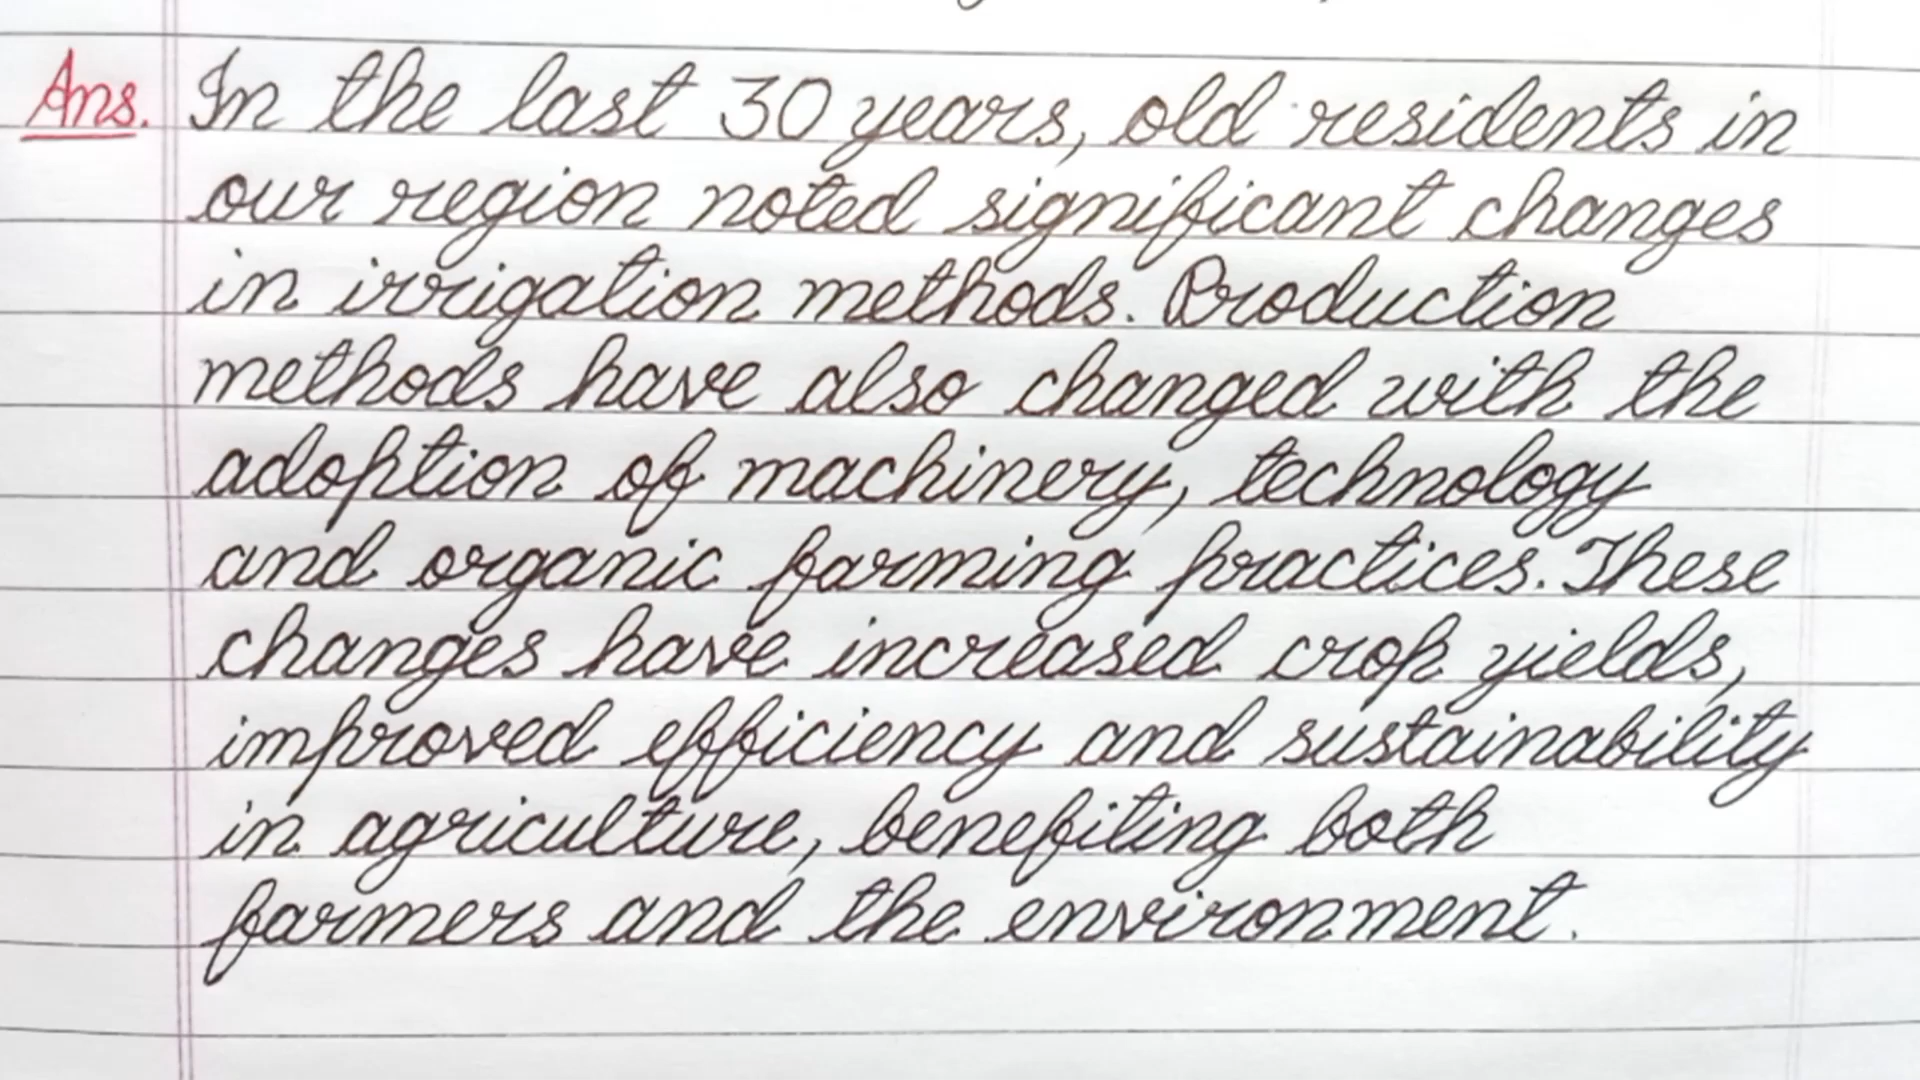 Ans. In the last 30 years, old residents in
our region noted significant changes
in irrigation methods. Production
methods have also changed with the
adoption of machinery, technology
and organic farming practices. These
changes have increased crop yields,
improved efficiency and sustainability
in agriculture, benefiting both
farmers and the environment.